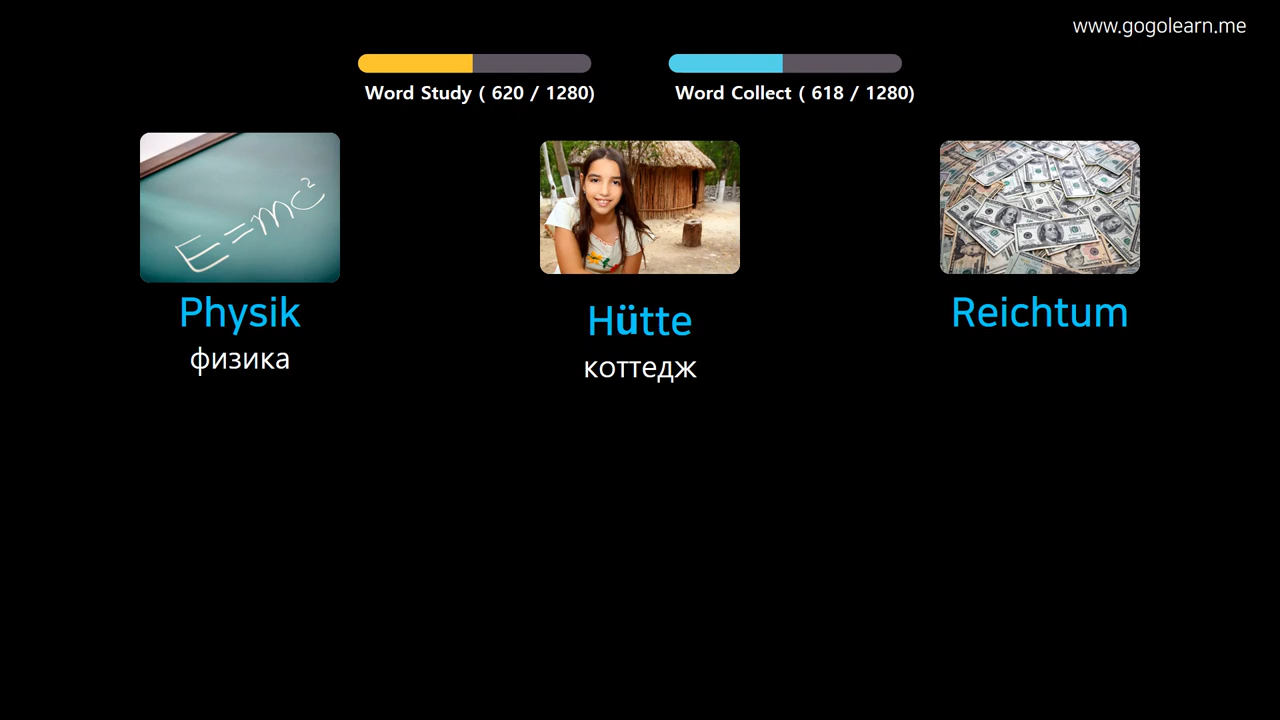 www.gogolearn.me
Word Study ( 620 / 1280)
Word Collect ( 618 / 1280)
E=mc²
Physik
физика
Hütte
коттедж
Reichtum